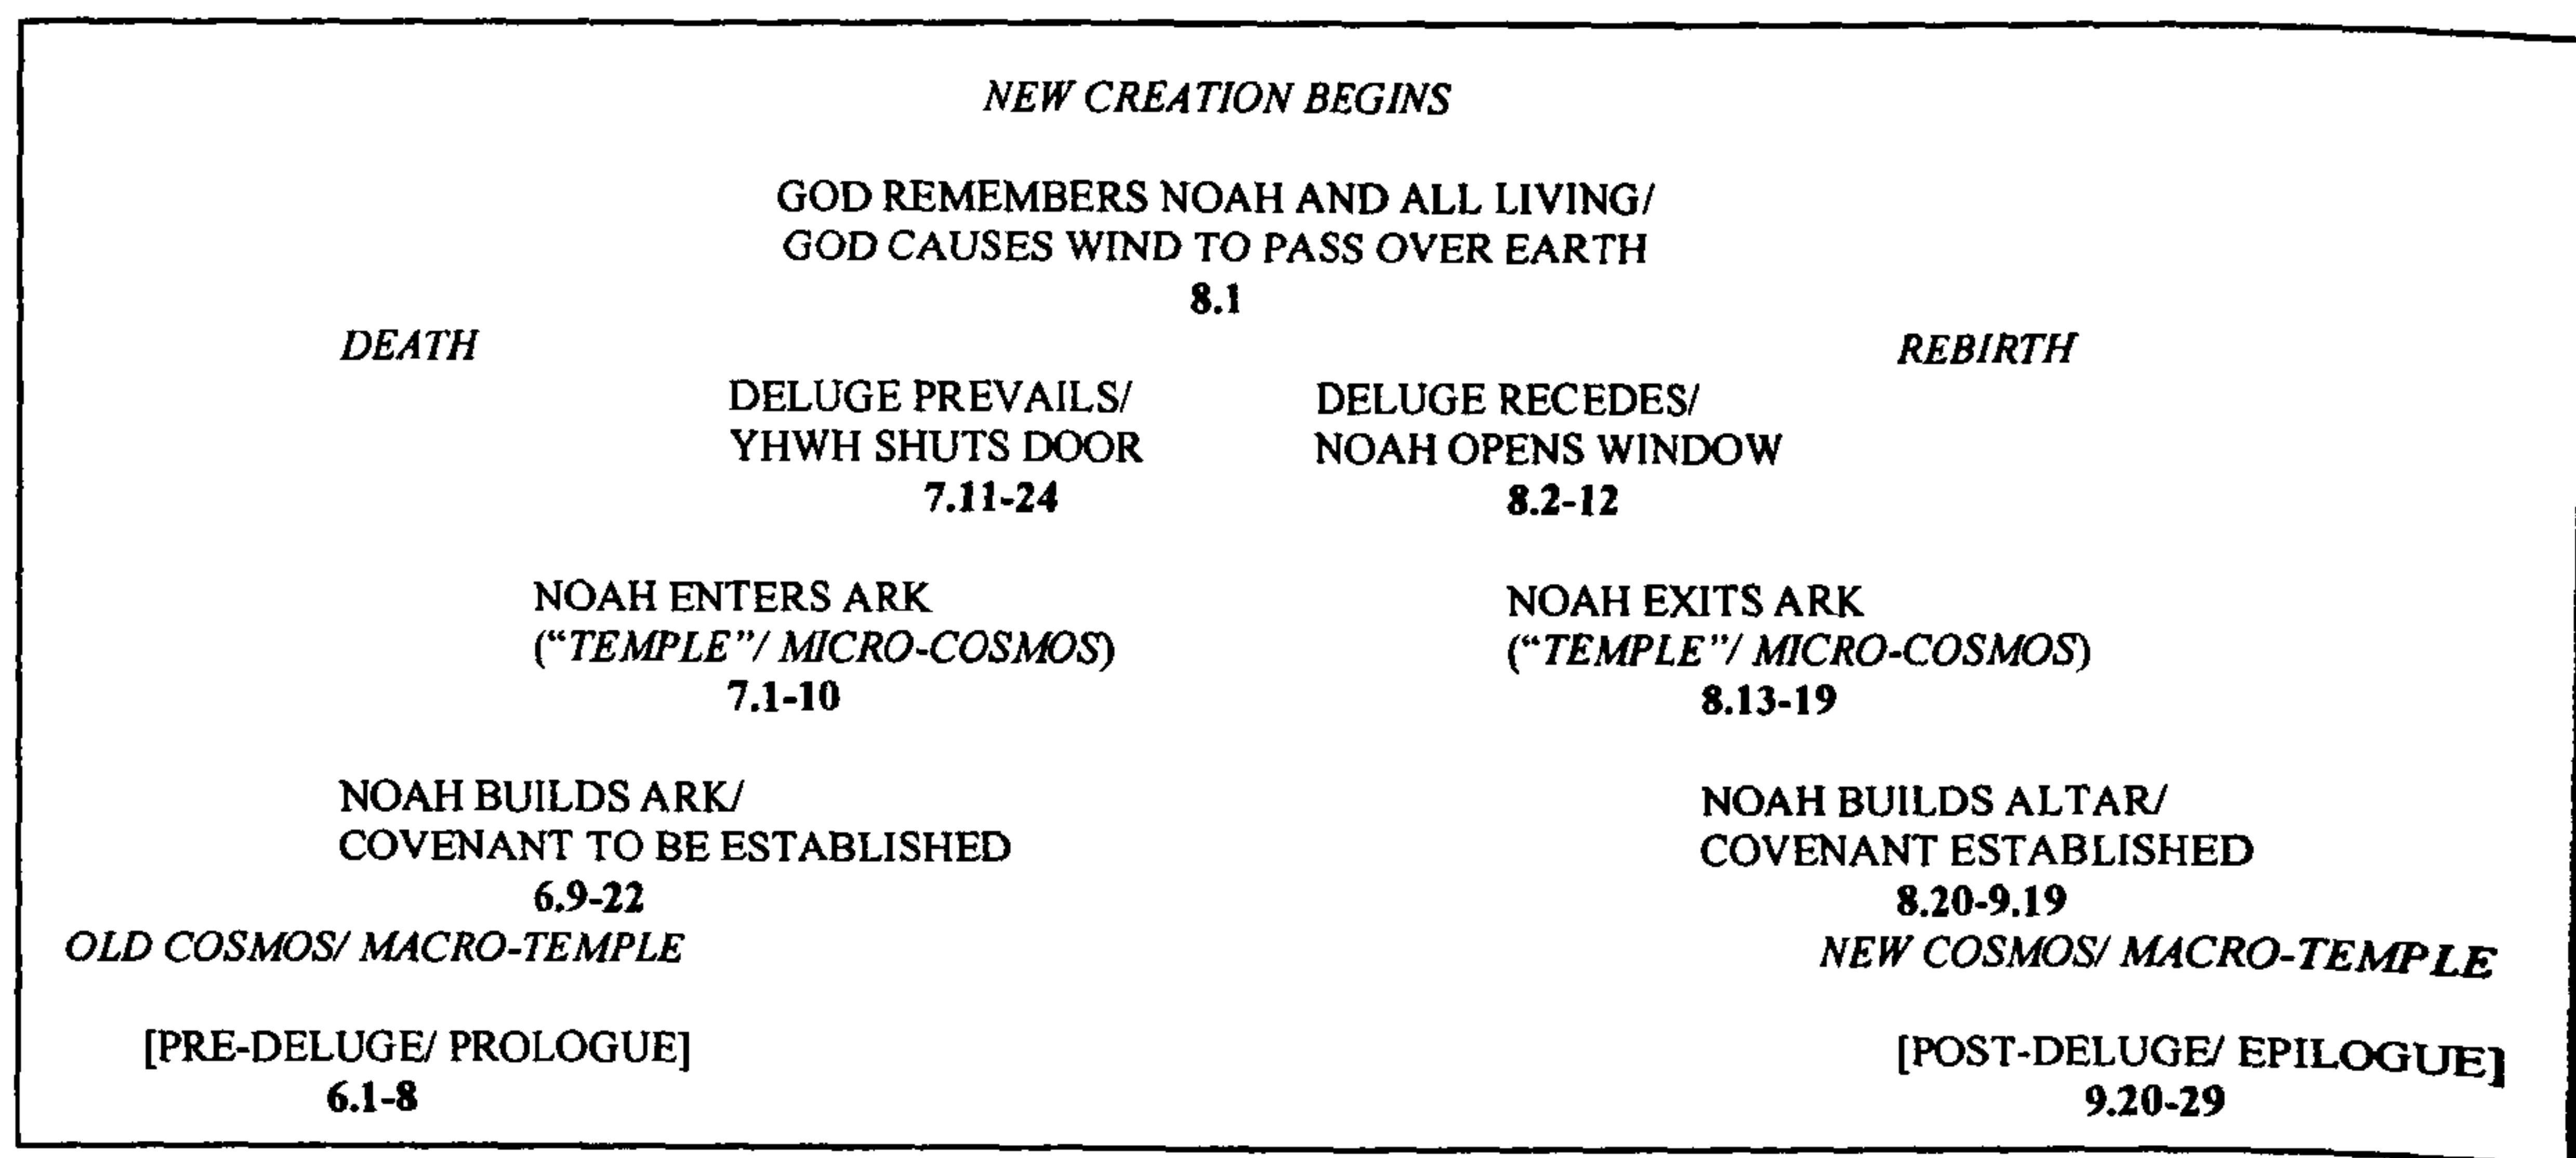 NEW CREATION BEGINS
GOD REMEMBERS NOAH AND ALL LIVING/
GOD CAUSES WIND TO PASS OVER EARTH
8.1
DEATH
REBIRTH
DELUGE PREVAILS/
YHWH SHUTS DOOR
7.11-24
DELUGE RECEDES/
NOAH OPENS WINDOW
8.2-12
NOAH ENTERS ARK
(“TEMPLE”/ MICRO-COSMOS)
7.1-10
NOAH EXITS ARK
(“TEMPLE”/ MICRO-COSMOS)
8.13-19
NOAH BUILDS ARK/
COVENANT TO BE ESTABLISHED
6.9-22
NOAH BUILDS ALTAR/
COVENANT ESTABLISHED
8.20-9.19
OLD COSMOS/ MACRO-TEMPLE
NEW COSMOS/ MACRO-TEMPLE
[PRE-DELUGE/ PROLOGUE]
6.1-8
[POST-DELUGE/ EPILOGUE]
9.20-29